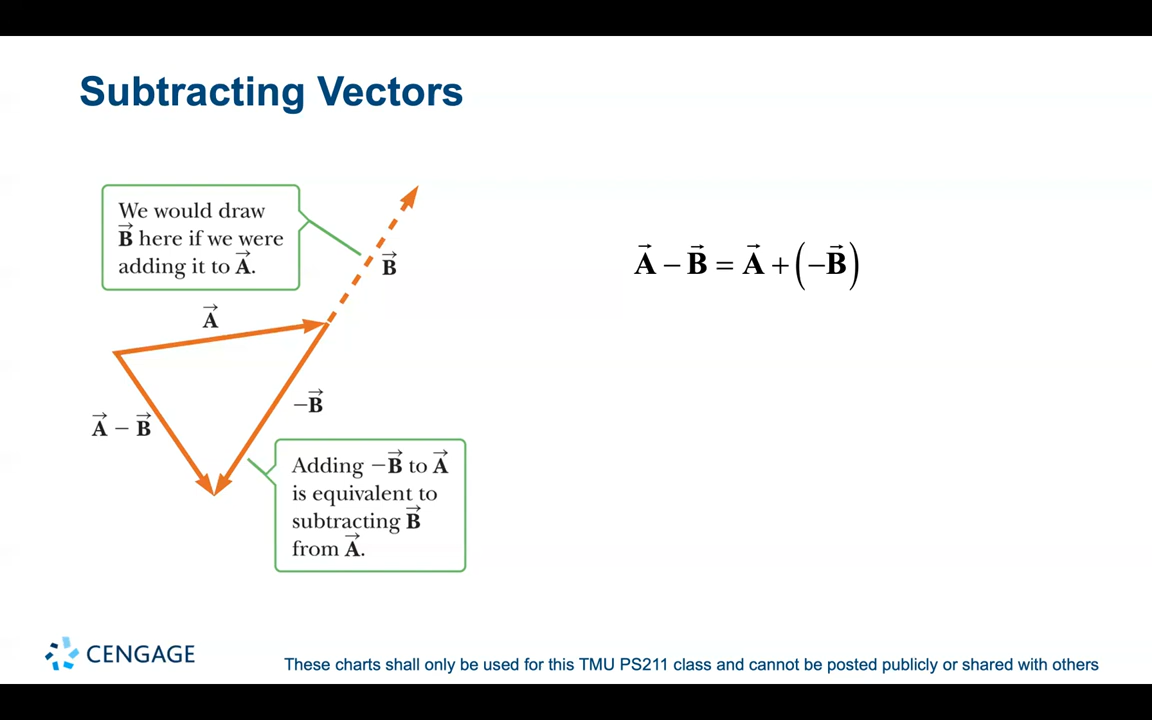 Subtracting Vectors
We would draw
B⃗ here if we were
adding it to A⃗.
B⃗
A⃗ − B⃗ = A⃗ + (−B⃗)
A⃗
−B⃗
A⃗ − B⃗
Adding −B⃗ to A⃗
is equivalent to
subtracting B⃗
from A⃗.
CENGAGE
These charts shall only be used for this TMU PS211 class and cannot be posted publicly or shared with others